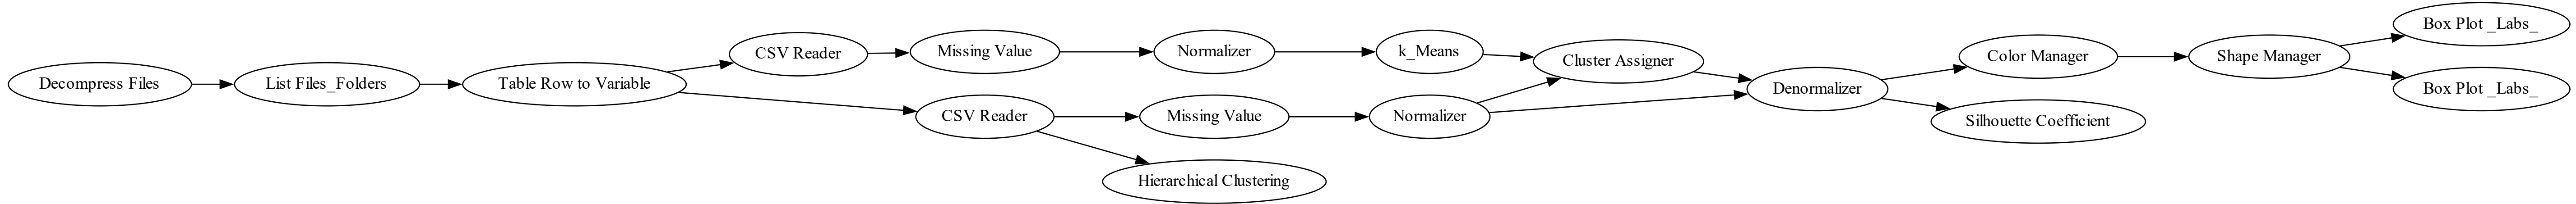 Decompress Files
List Files_Folders
Table Row to Variable
CSV Reader
Missing Value
Normalizer
k_Means
Cluster Assigner
CSV Reader
Missing Value
Normalizer
Hierarchical Clustering
Denormalizer
Color Manager
Shape Manager
Box Plot _Labs_
Box Plot _Labs_
Silhouette Coefficient